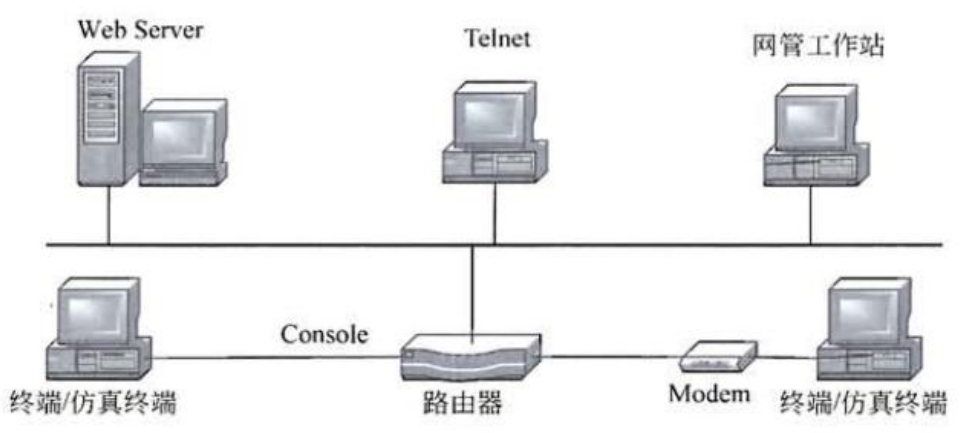 Web Server
Telnet
网管工作站
Console
终端/仿真终端
路由器
Modem
终端/仿真终端